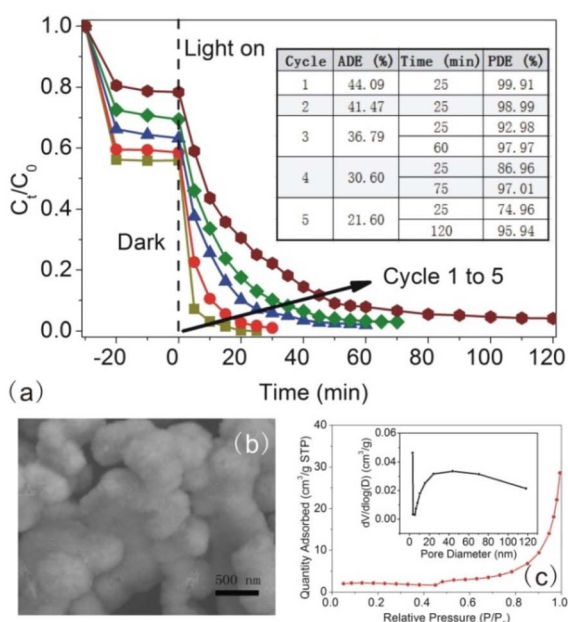 1.0
0.8
0.6
0.4
0.2
0.0
Ct/C0
Light on
Dark
Cycle ADE (%) Time (min) PDE (%)
1 44.09 25 99.91
2 41.47 25 98.99
3 36.79 25 92.98
60 97.97
4 30.60 25 86.96
75 97.01
5 21.60 25 74.96
120 95.94
Cycle 1 to 5
-20 0 20 40 60 80 100 120
Time (min)
(a)
(b)
500 nm
Quantity Adsorbed (cm³/g STP)
40
30
20
10
0
dV/dlog(D) (cm³/g)
0.06
0.04
0.02
0.00
0 20 40 60 80 100 120
Pore Diameter (nm)
(c)
0.0 0.2 0.4 0.6 0.8 1.0
Relative Pressure (P/P₀)